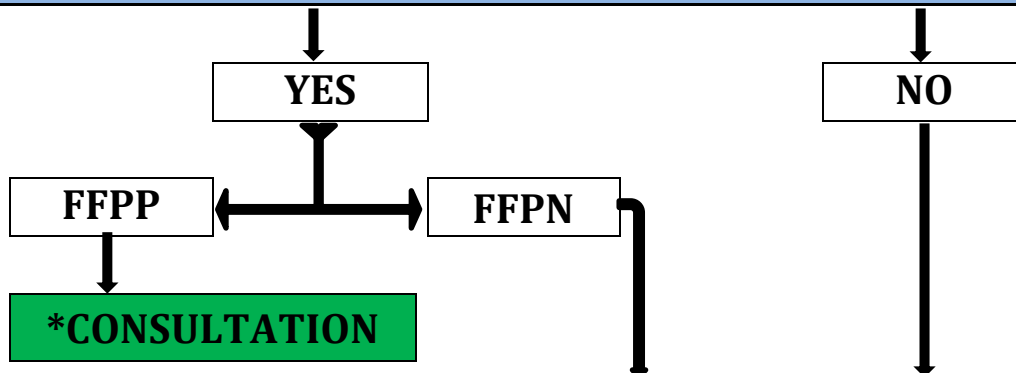 YES
NO
FFPP
FFPN
*CONSULTATION